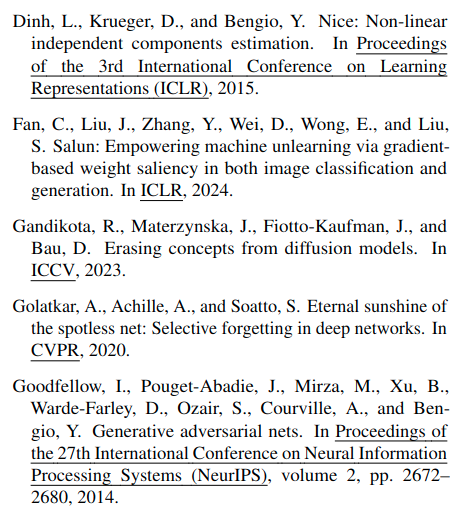 Dinh, L., Krueger, D., and Bengio, Y. Nice: Non-linear
independent components estimation. In Proceedings
of the 3rd International Conference on Learning
Representations (ICLR), 2015.
Fan, C., Liu, J., Zhang, Y., Wei, D., Wong, E., and Liu,
S. Salun: Empowering machine unlearning via gradient-
based weight saliency in both image classification and
generation. In ICLR, 2024.
Gandikota, R., Materzynska, J., Fiotto-Kaufman, J., and
Bau, D. Erasing concepts from diffusion models. In
ICCV, 2023.
Golatkar, A., Achille, A., and Soatto, S. Eternal sunshine of
the spotless net: Selective forgetting in deep networks. In
CVPR, 2020.
Goodfellow, I., Pouget-Abadie, J., Mirza, M., Xu, B.,
Warde-Farley, D., Ozair, S., Courville, A., and Ben-
gio, Y. Generative adversarial nets. In Proceedings of
the 27th International Conference on Neural Information
Processing Systems (NeurIPS), volume 2, pp. 2672–
2680, 2014.